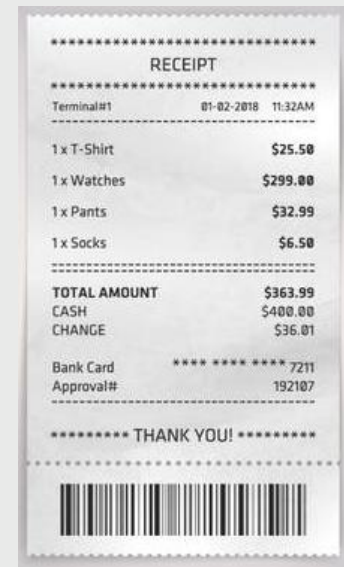 ******************************
RECEIPT
******************************
Terminal#1 01-02-2018 11:32AM
1 x T-Shirt $25.50
1 x Watches $299.00
1 x Pants $32.99
1 x Socks $6.50
TOTAL AMOUNT $363.99
CASH $400.00
CHANGE $36.01
Bank Card **** **** **** 7211
Approval# 192107
********* THANK YOU! *********